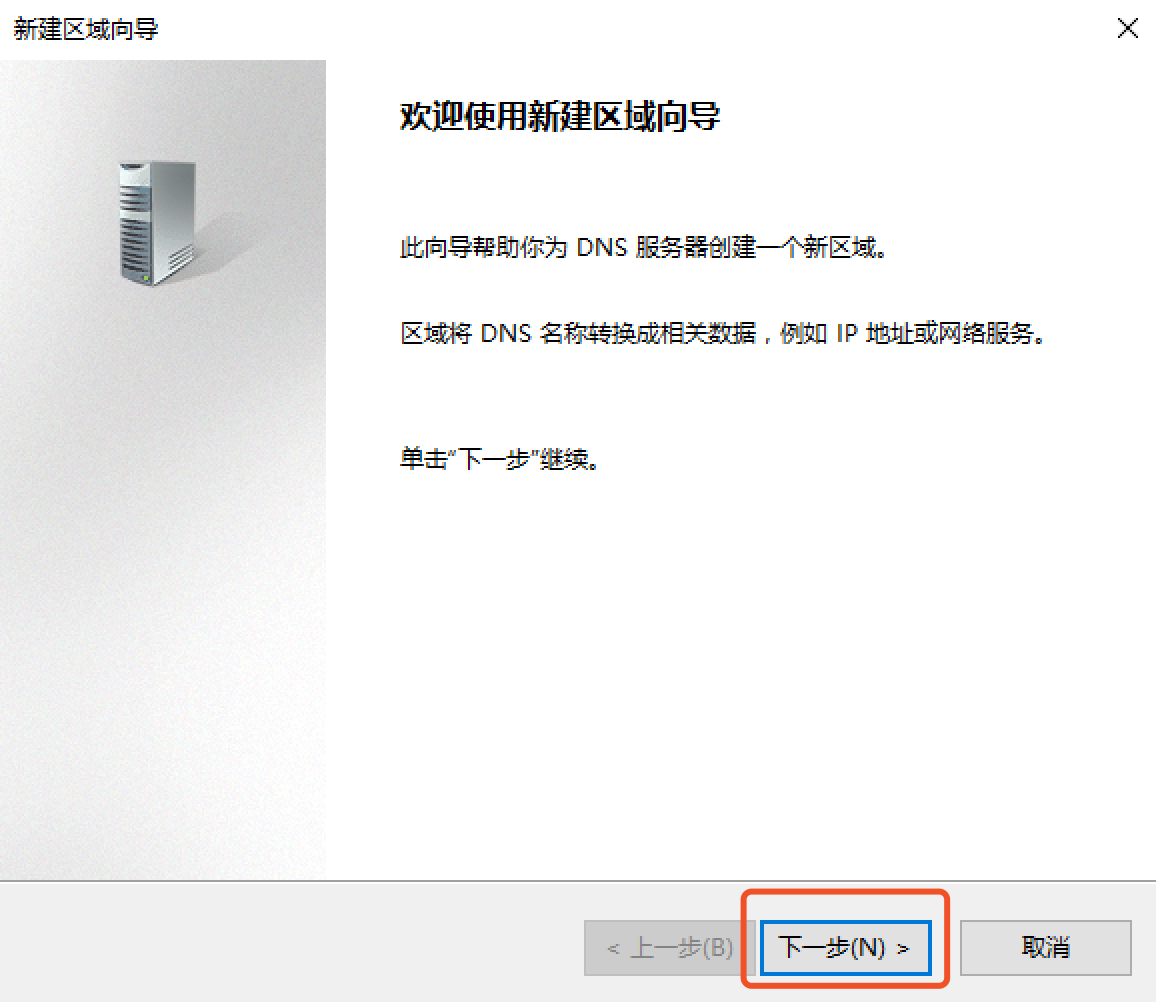 新建区域向导
欢迎使用新建区域向导
此向导帮助你为 DNS 服务器创建一个新区域。
区域将 DNS 名称转换成相关数据，例如 IP 地址或网络服务。
单击“下一步”继续。
< 上一步(B)
下一步(N) >
取消